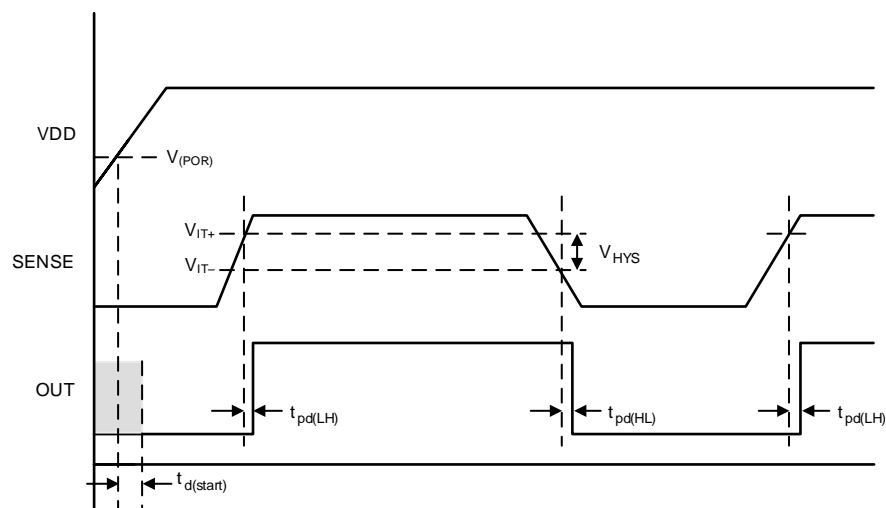 VDD
V(POR)
VIT+
VIT–
VHYS
SENSE
OUT
tpd(LH)
tpd(HL)
tpd(LH)
td(start)